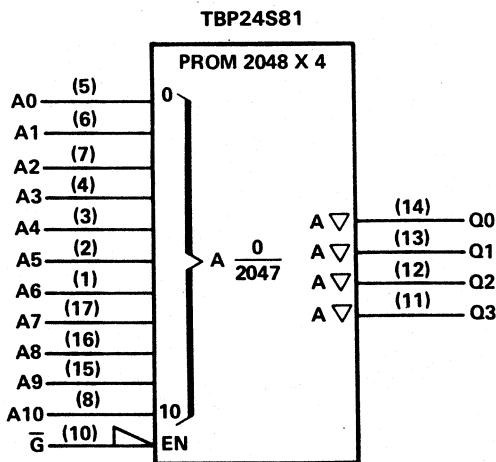 TBP24S81
PROM 2048 X 4
A0 (5) 0
A1 (6)
A2 (7)
A3 (4)
A4 (3)
A5 (2)
A6 (1)
A7 (17)
A8 (16)
A9 (15)
A10 (8) 10
G̅ (10) EN
A 0
2047
A ▽ (14) Q0
A ▽ (13) Q1
A ▽ (12) Q2
A ▽ (11) Q3